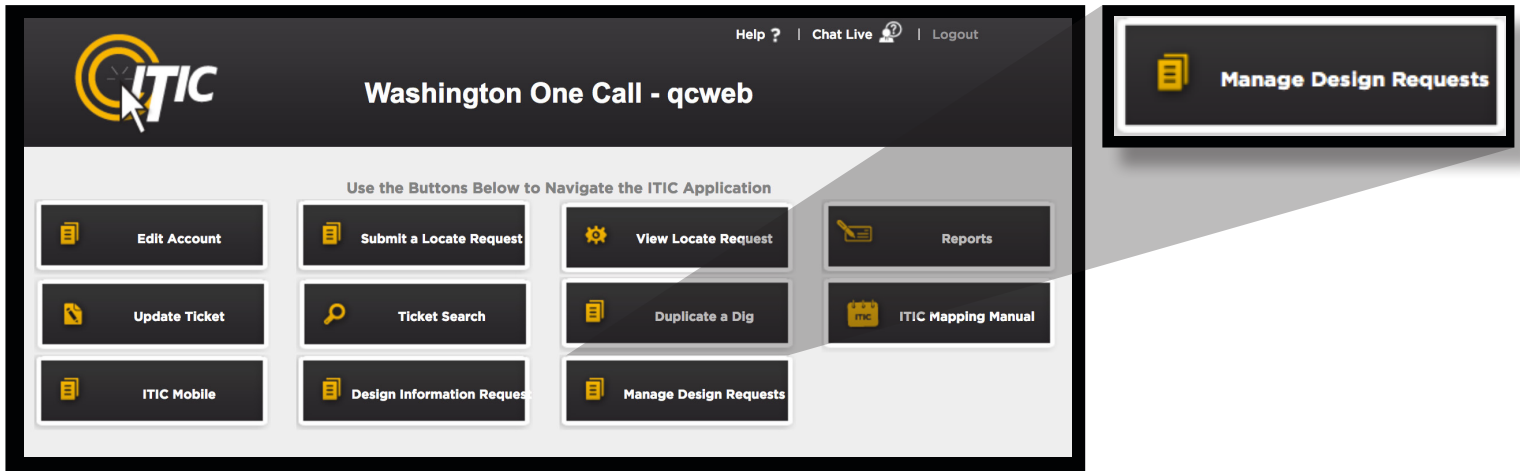 Help ? | Chat Live | Logout
ITIC
Washington One Call - qcweb
Use the Buttons Below to Navigate the ITIC Application
Edit Account
Submit a Locate Request
View Locate Request
Reports
Update Ticket
Ticket Search
Duplicate a Dig
ITIC
ITIC Mapping Manual
ITIC Mobile
Design Information Reques
Manage Design Requests
Manage Design Requests